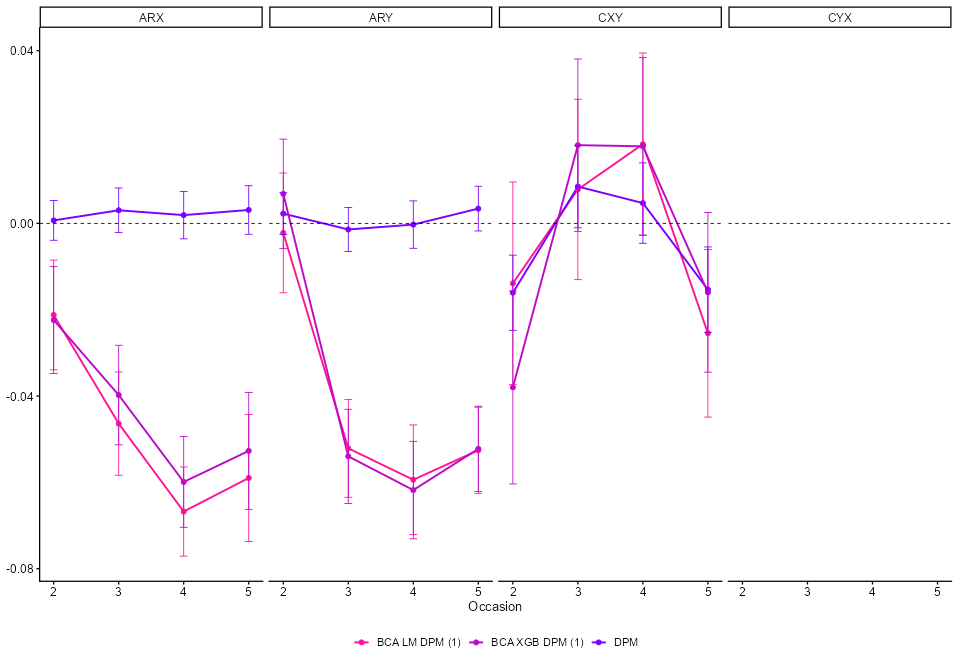 ARX ARY CXY CYX
0.04
0.00
-0.04
-0.08
2 3 4 5 2 3 4 5 2 3 4 5 2 3 4 5
Occasion
BCA LM DPM (1) BCA XGB DPM (1) DPM